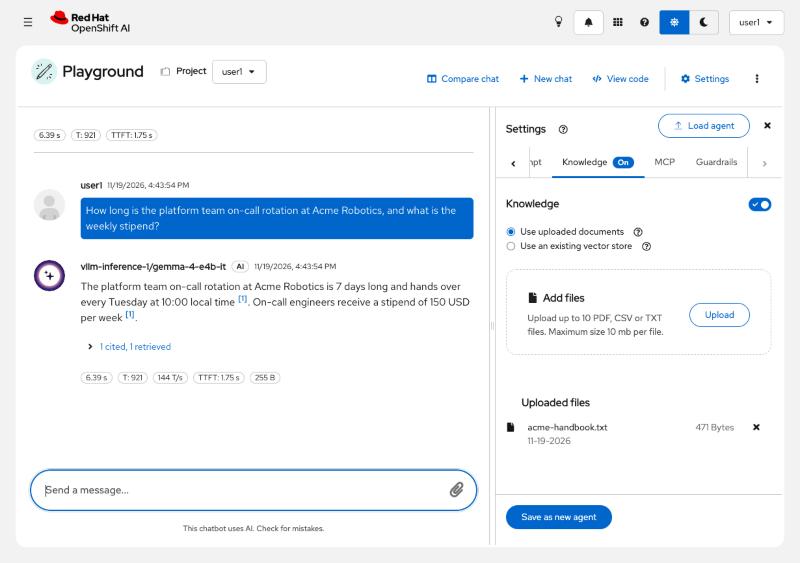 Red Hat
OpenShift AI
user1
Playground
Project
user1
Compare chat
New chat
View code
Settings
6.39 s
T: 921
TTFT: 1.75 s
user1 11/19/2026, 4:43:54 PM
How long is the platform team on-call rotation at Acme Robotics, and what is the
weekly stipend?
vllm-inference-1/gemma-4-e4b-it AI 11/19/2026, 4:43:54 PM
The platform team on-call rotation at Acme Robotics is 7 days long and hands over
every Tuesday at 10:00 local time [1]. On-call engineers receive a stipend of 150 USD
per week [1].
1 cited, 1 retrieved
6.39 s
T: 921
144 T/s
TTFT: 1.75 s
255 B
Send a message...
This chatbot uses AI. Check for mistakes.
Settings
Load agent
npt
Knowledge On
MCP
Guardrails
Knowledge
Use uploaded documents
Use an existing vector store
Add files
Upload up to 10 PDF, CSV or TXT
files. Maximum size 10 mb per file.
Upload
Uploaded files
acme-handbook.txt
471 Bytes
11-19-2026
Save as new agent